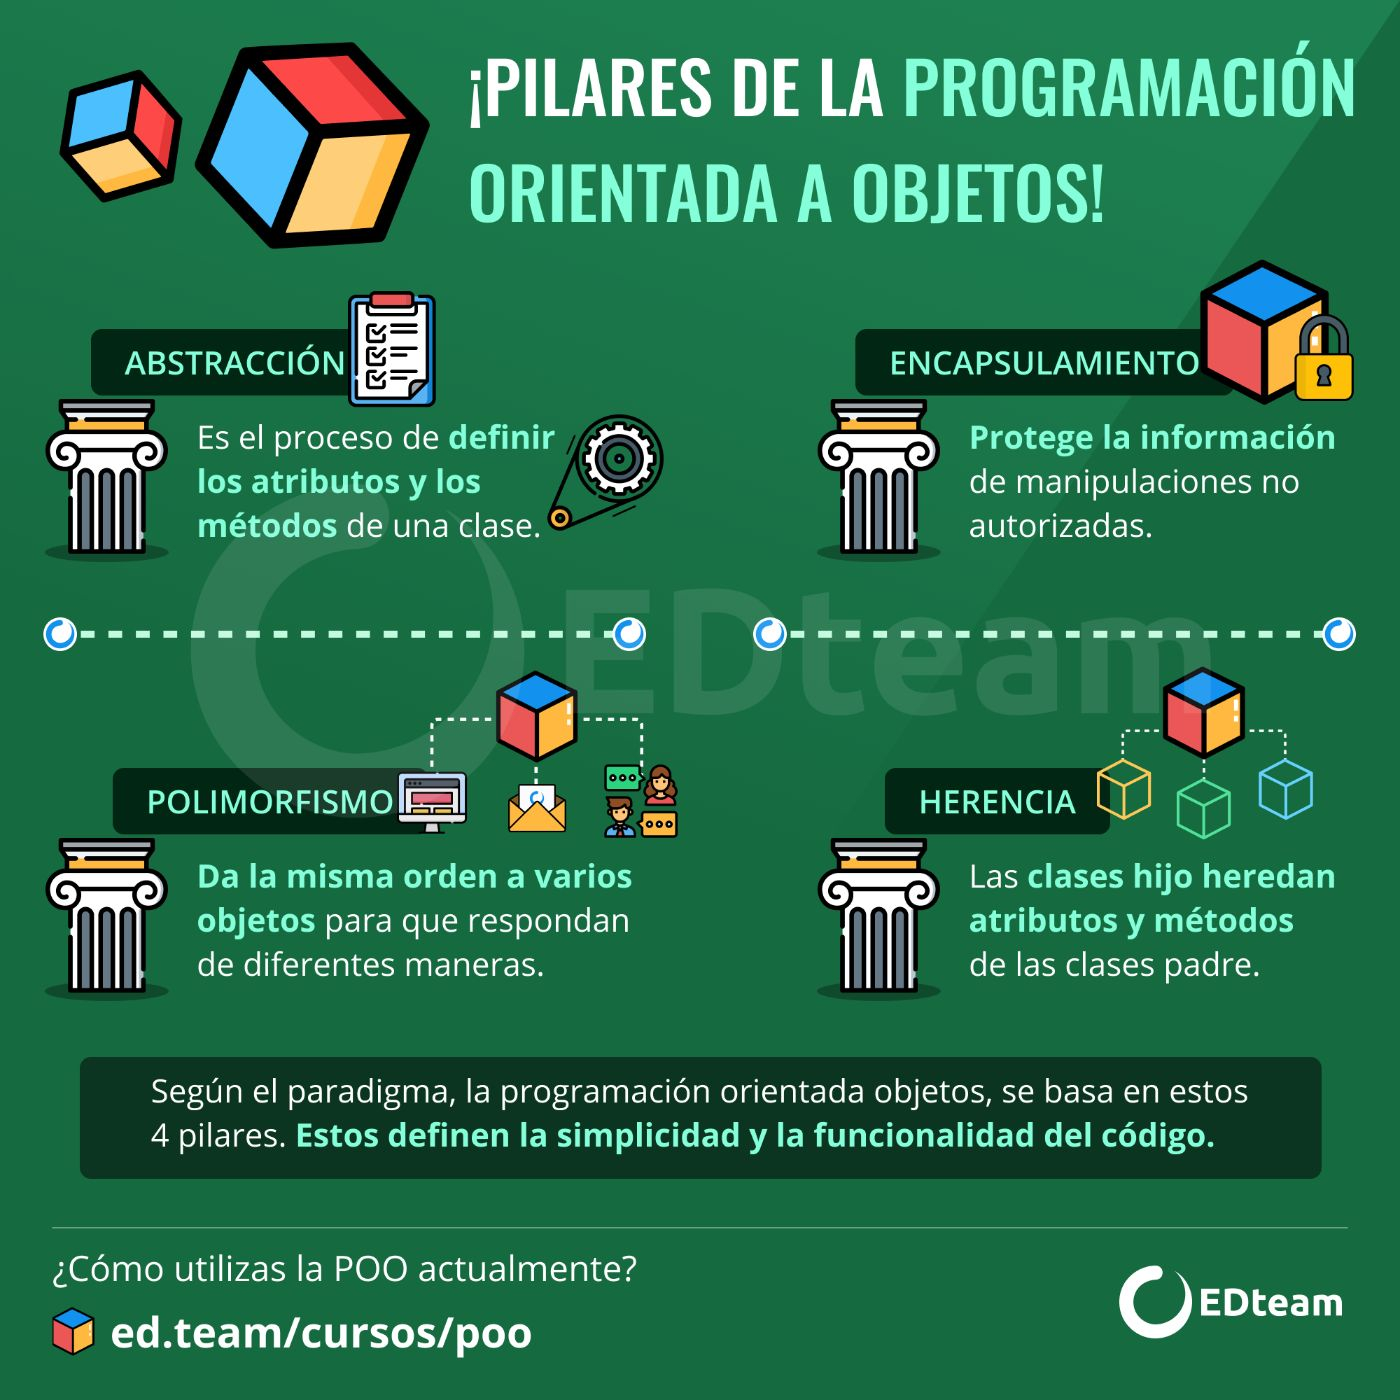 ¡PILARES DE LA PROGRAMACIÓN
ORIENTADA A OBJETOS!
ABSTRACCIÓN
Es el proceso de definir
los atributos y los
métodos de una clase.
ENCAPSULAMIENTO
Protege la información
de manipulaciones no
autorizadas.
EDteam
POLIMORFISMO
Da la misma orden a varios
objetos para que respondan
de diferentes maneras.
HERENCIA
Las clases hijo heredan
atributos y métodos
de las clases padre.
Según el paradigma, la programación orientada objetos, se basa en estos
4 pilares. Estos definen la simplicidad y la funcionalidad del código.
¿Cómo utilizas la POO actualmente?
ed.team/cursos/poo
EDteam